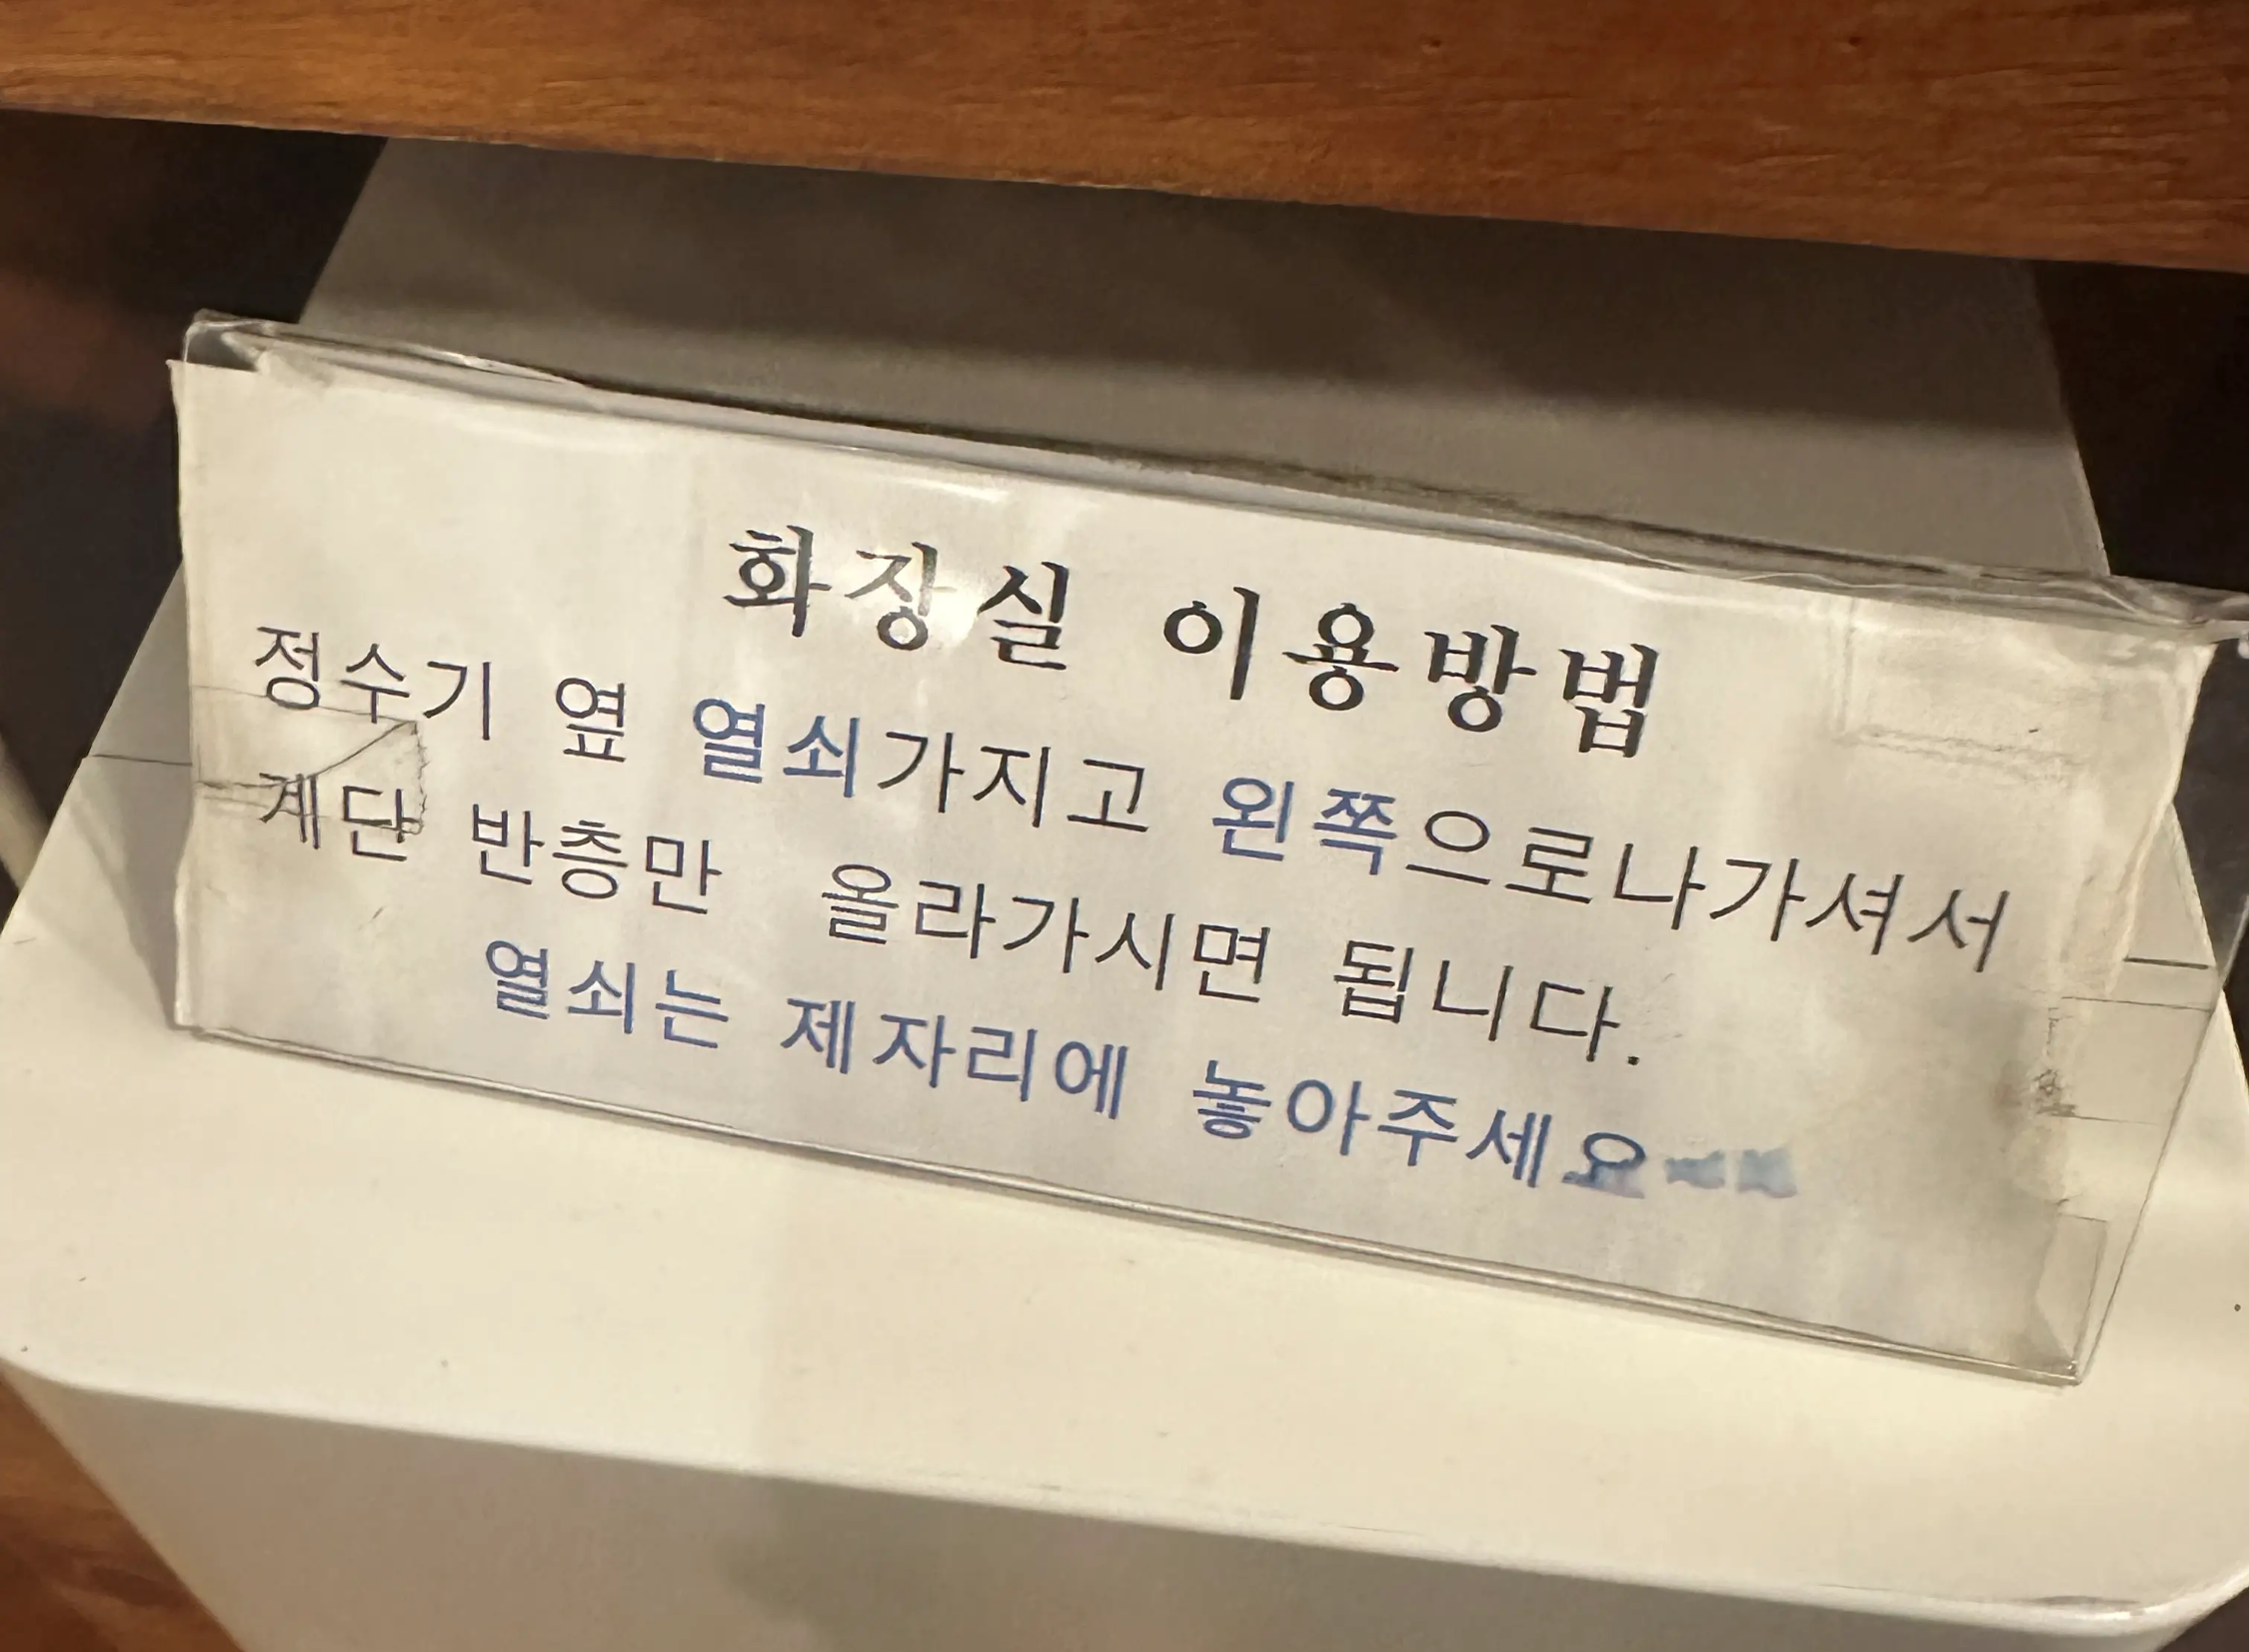 화장실 이용방법
정수기 옆 열쇠가지고 왼쪽으로나가셔서
계단 반층만 올라가시면 됩니다.
열쇠는 제자리에 놓아주세요~~